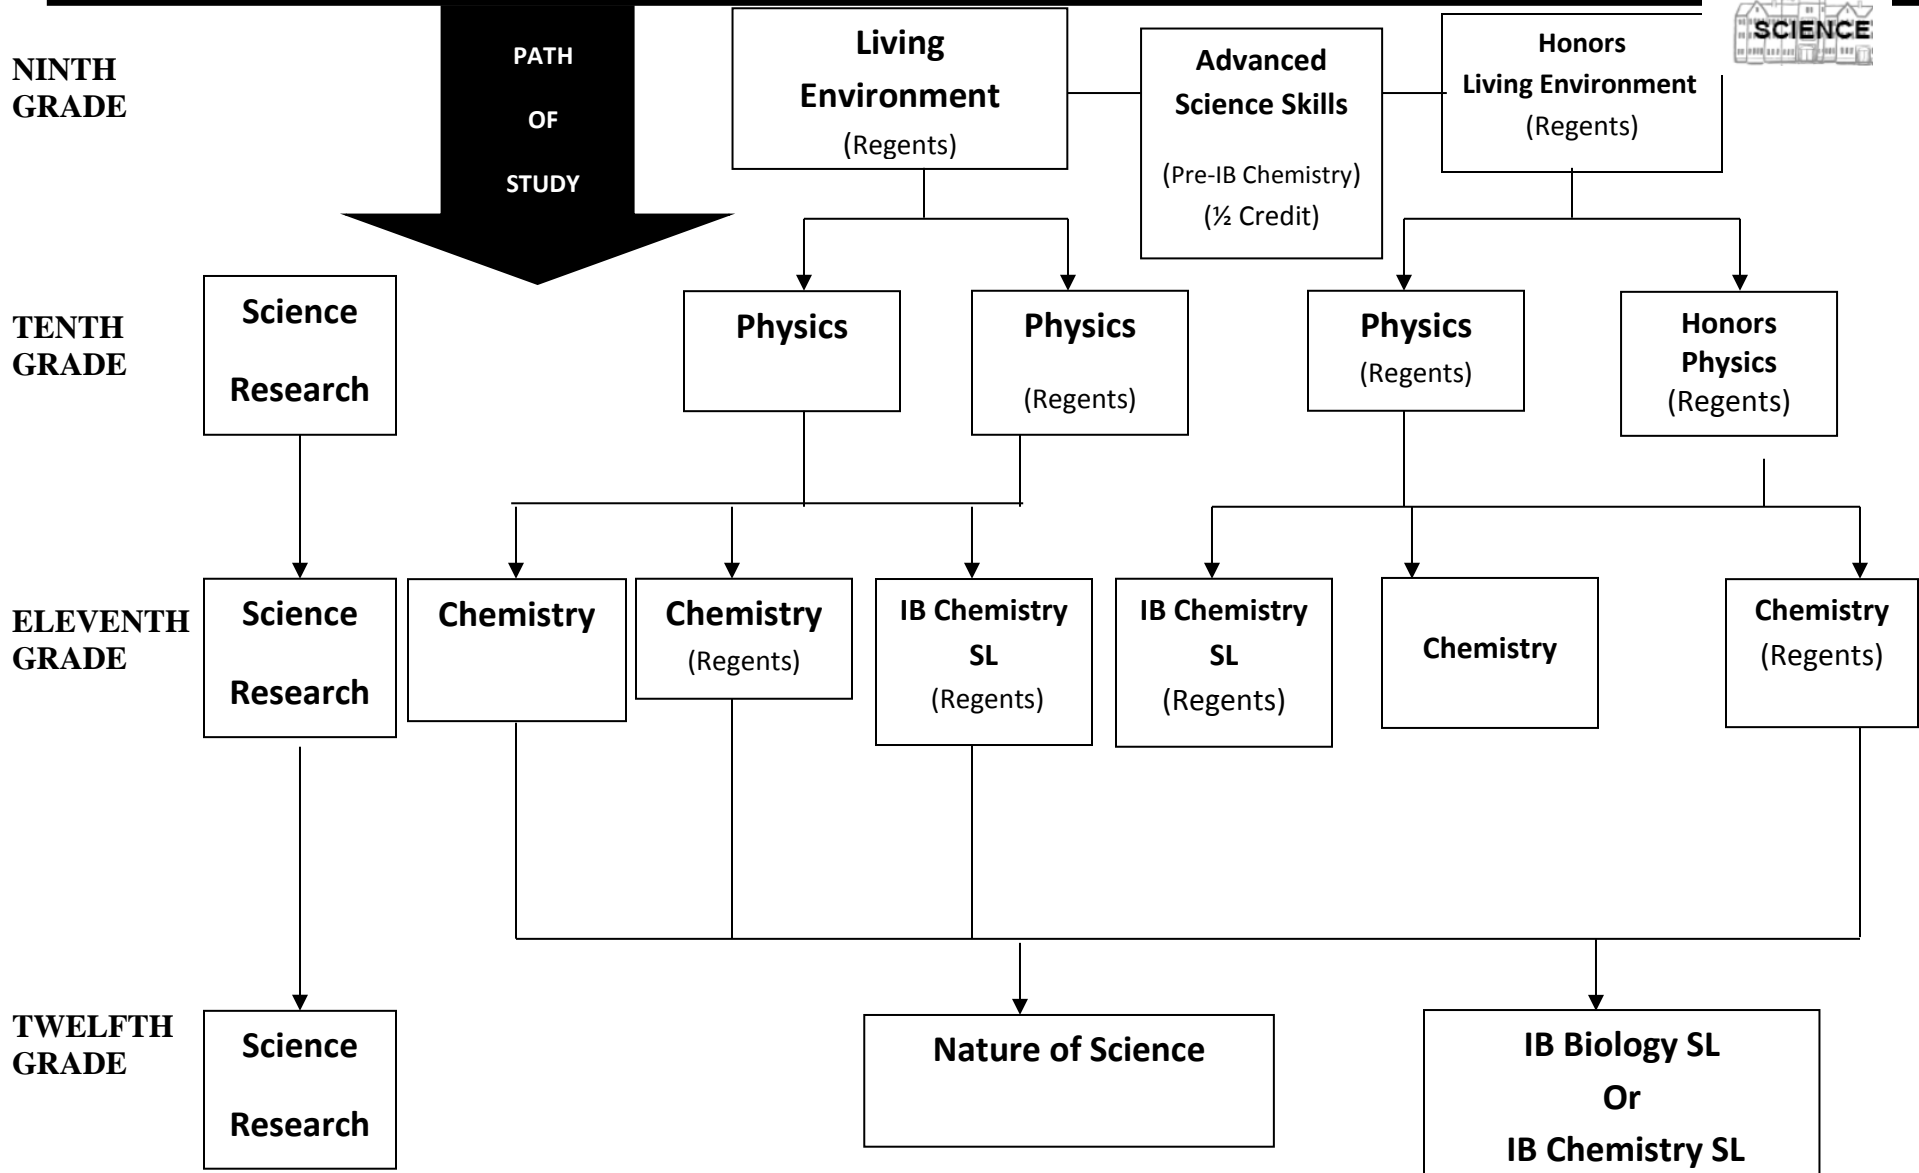 SCIENCE
PATH
OF
STUDY
NINTH
GRADE
Living
Environment
(Regents)
Advanced
Science Skills
(Pre-IB Chemistry)
(½ Credit)
Honors
Living Environment
(Regents)
TENTH
GRADE
Science
Research
Physics
Physics
(Regents)
Physics
(Regents)
Honors
Physics
(Regents)
ELEVENTH
GRADE
Science
Research
Chemistry
Chemistry
(Regents)
IB Chemistry
SL
(Regents)
IB Chemistry
SL
(Regents)
Chemistry
Chemistry
(Regents)
TWELFTH
GRADE
Science
Research
Nature of Science
IB Biology SL
Or
IB Chemistry SL